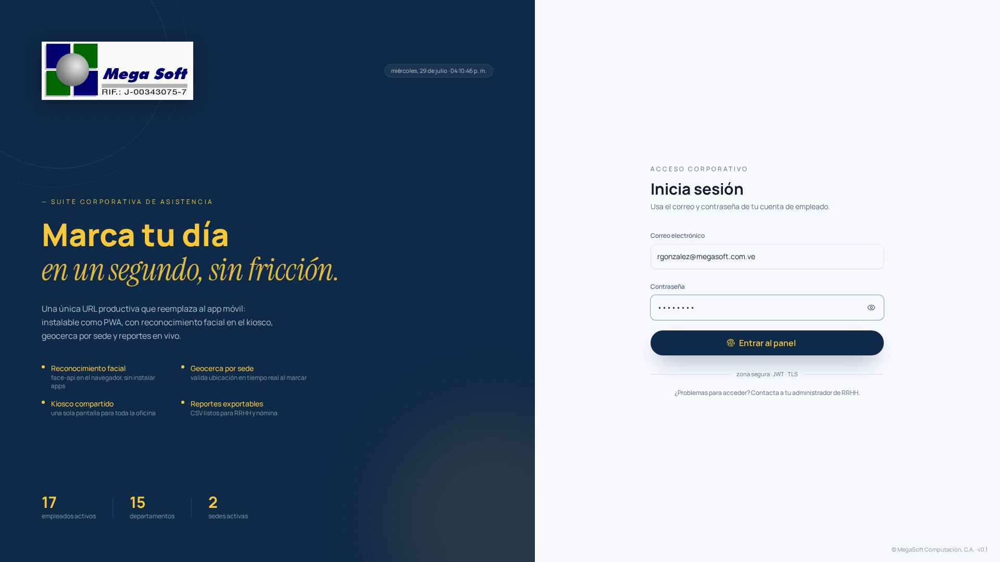 Mega Soft
RIF.: J-00343075-7
miércoles, 29 de julio · 04:10:46 p. m.
— SUITE CORPORATIVA DE ASISTENCIA
Marca tu día
en un segundo, sin fricción.
Una única URL productiva que reemplaza al app móvil:
instalable como PWA, con reconocimiento facial en el kiosco,
geocerca por sede y reportes en vivo.
Reconocimiento facial
face-api en el navegador, sin instalar
apps
Geocerca por sede
valida ubicación en tiempo real al marcar
Kiosco compartido
una sola pantalla para toda la oficina
Reportes exportables
CSV listos para RRHH y nómina
17
empleados activos
15
departamentos
2
sedes activas
ACCESO CORPORATIVO
Inicia sesión
Usa el correo y contraseña de tu cuenta de empleado.
Correo electrónico
rgonzalez@megasoft.com.ve
Contraseña
••••••••
Entrar al panel
zona segura · JWT · TLS
¿Problemas para acceder? Contacta a tu administrador de RRHH.
© MegaSoft Computación, C.A. · v0.1